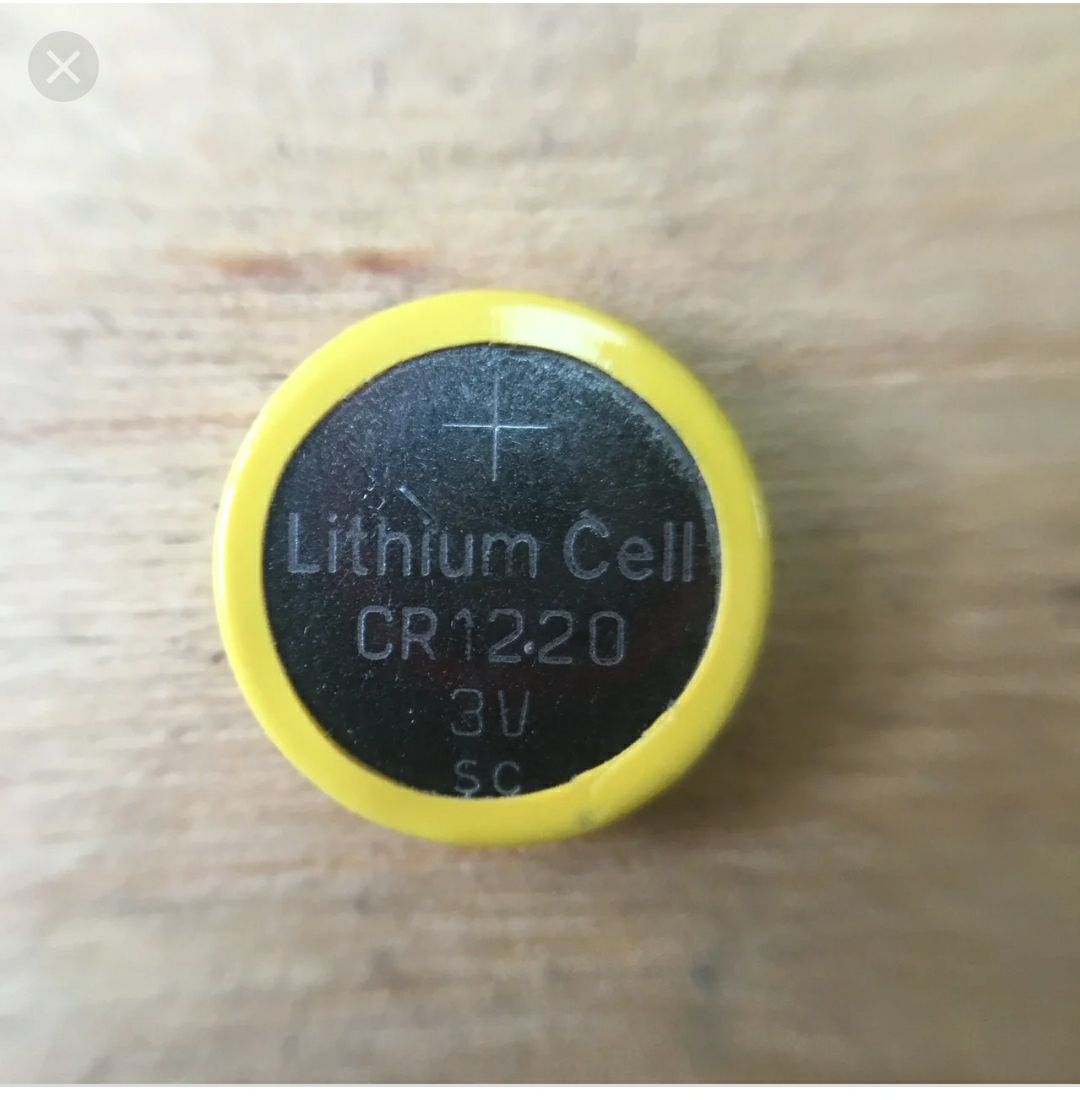 +
Lithium Cell
CR1220
3V
SC